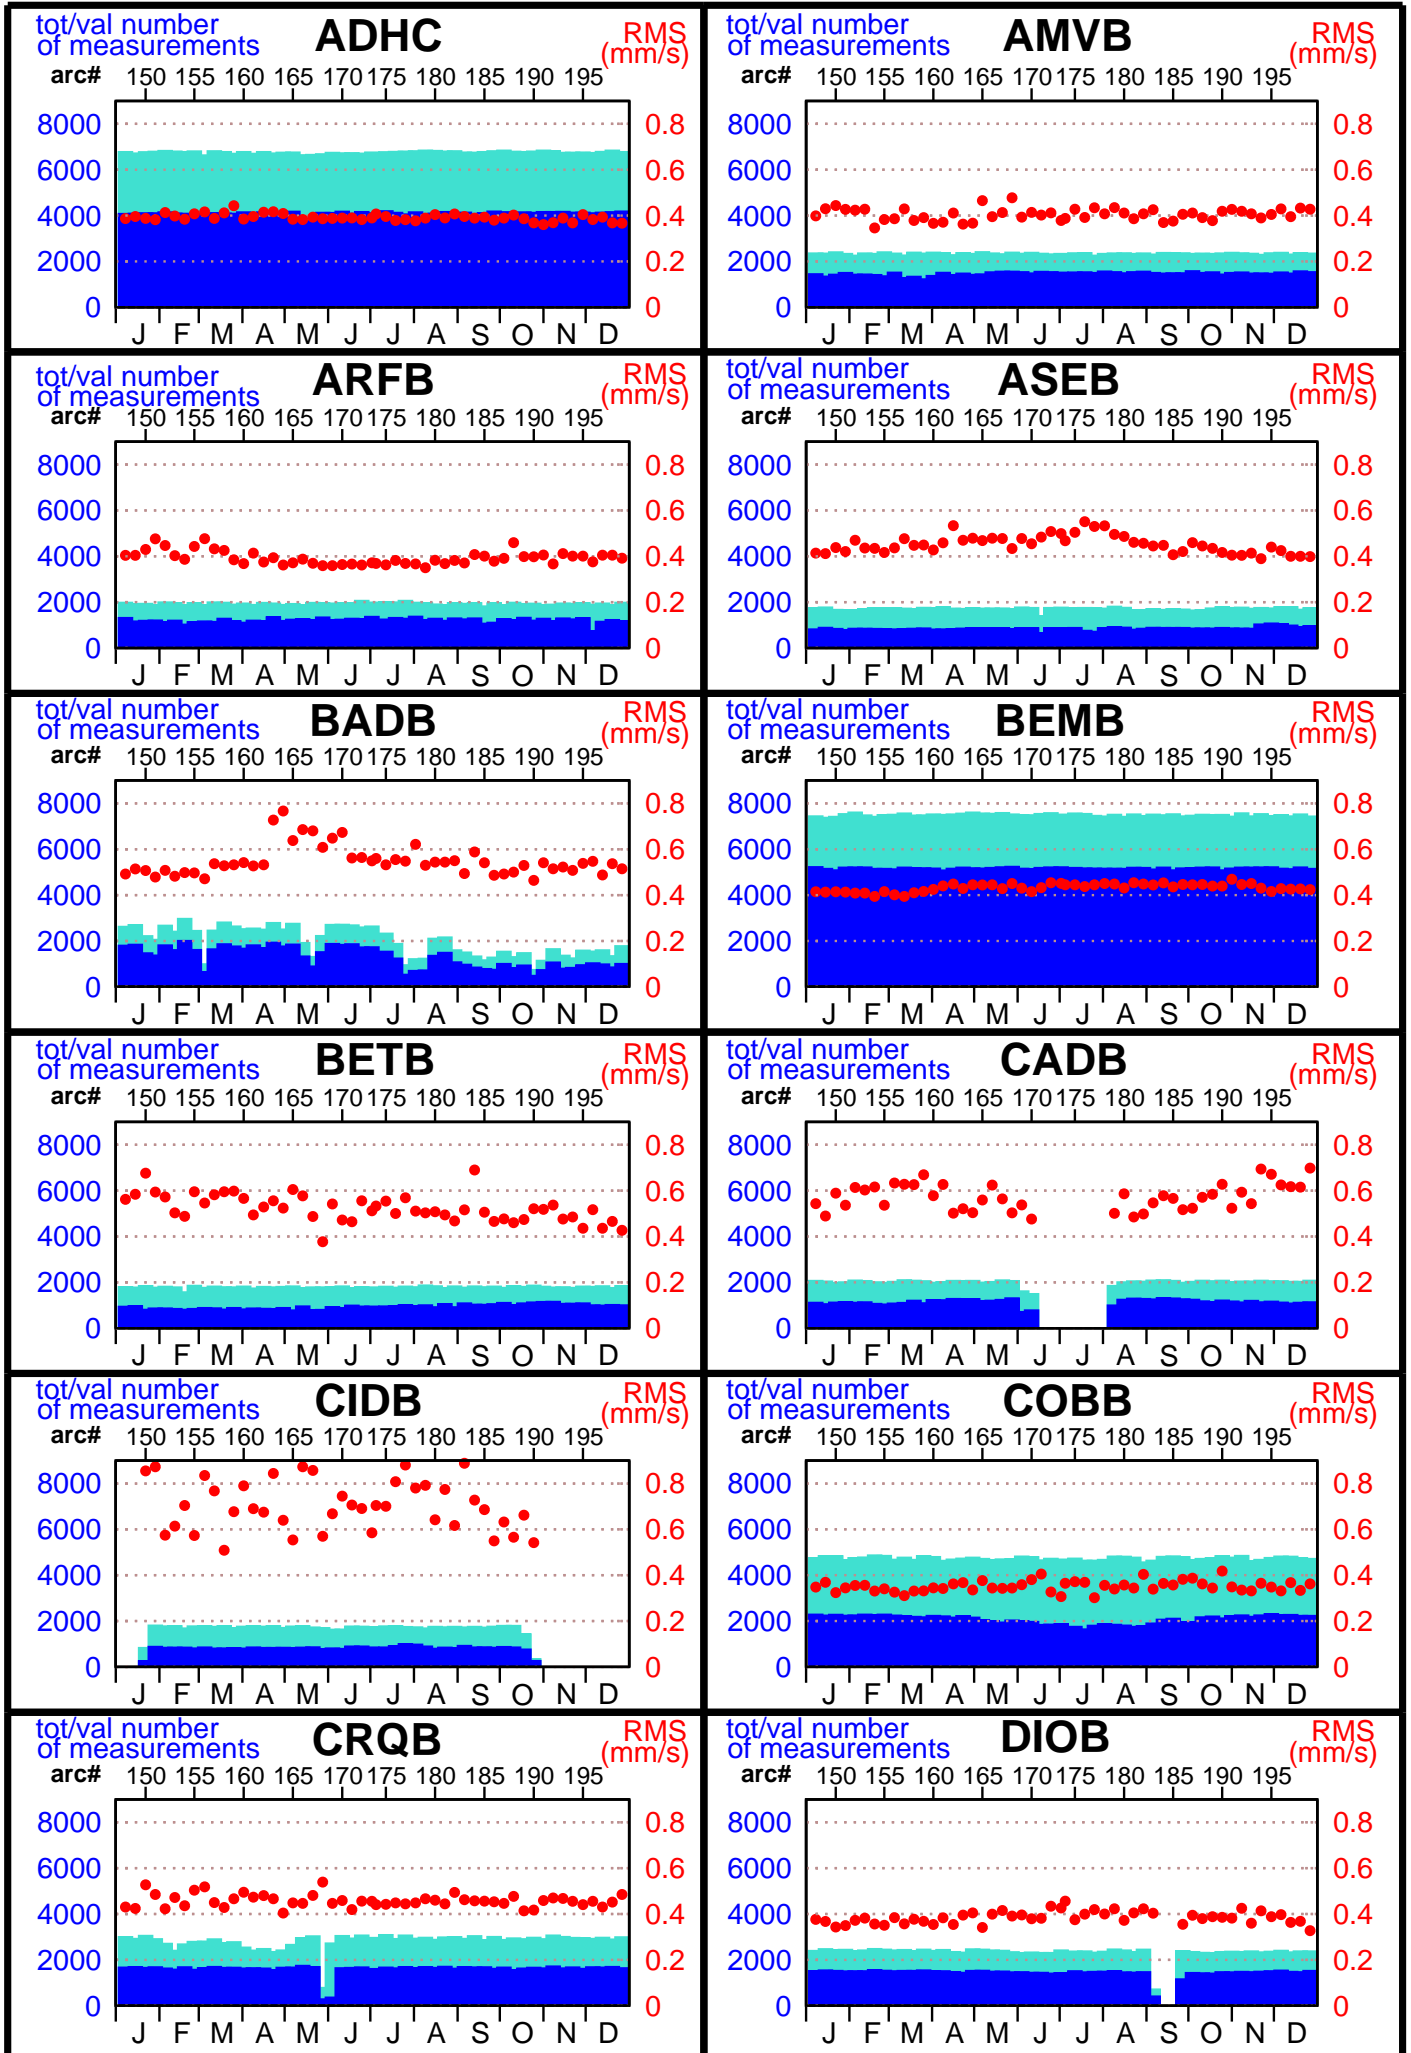 tot/val number of measurements ADHC RMS (mm/s)
arc# 150 155 160 165 170 175 180 185 190 195
8000 0.8
6000 0.6
4000 0.4
2000 0.2
0 0
J F M A M J J A S O N D
tot/val number of measurements AMVB RMS (mm/s)
arc# 150 155 160 165 170 175 180 185 190 195
8000 0.8
6000 0.6
4000 0.4
2000 0.2
0 0
J F M A M J J A S O N D
tot/val number of measurements ARFB RMS (mm/s)
arc# 150 155 160 165 170 175 180 185 190 195
8000 0.8
6000 0.6
4000 0.4
2000 0.2
0 0
J F M A M J J A S O N D
tot/val number of measurements ASEB RMS (mm/s)
arc# 150 155 160 165 170 175 180 185 190 195
8000 0.8
6000 0.6
4000 0.4
2000 0.2
0 0
J F M A M J J A S O N D
tot/val number of measurements BADB RMS (mm/s)
arc# 150 155 160 165 170 175 180 185 190 195
8000 0.8
6000 0.6
4000 0.4
2000 0.2
0 0
J F M A M J J A S O N D
tot/val number of measurements BEMB RMS (mm/s)
arc# 150 155 160 165 170 175 180 185 190 195
8000 0.8
6000 0.6
4000 0.4
2000 0.2
0 0
J F M A M J J A S O N D
tot/val number of measurements BETB RMS (mm/s)
arc# 150 155 160 165 170 175 180 185 190 195
8000 0.8
6000 0.6
4000 0.4
2000 0.2
0 0
J F M A M J J A S O N D
tot/val number of measurements CADB RMS (mm/s)
arc# 150 155 160 165 170 175 180 185 190 195
8000 0.8
6000 0.6
4000 0.4
2000 0.2
0 0
J F M A M J J A S O N D
tot/val number of measurements CIDB RMS (mm/s)
arc# 150 155 160 165 170 175 180 185 190 195
8000 0.8
6000 0.6
4000 0.4
2000 0.2
0 0
J F M A M J J A S O N D
tot/val number of measurements COBB RMS (mm/s)
arc# 150 155 160 165 170 175 180 185 190 195
8000 0.8
6000 0.6
4000 0.4
2000 0.2
0 0
J F M A M J J A S O N D
tot/val number of measurements CRQB RMS (mm/s)
arc# 150 155 160 165 170 175 180 185 190 195
8000 0.8
6000 0.6
4000 0.4
2000 0.2
0 0
J F M A M J J A S O N D
tot/val number of measurements DIOB RMS (mm/s)
arc# 150 155 160 165 170 175 180 185 190 195
8000 0.8
6000 0.6
4000 0.4
2000 0.2
0 0
J F M A M J J A S O N D